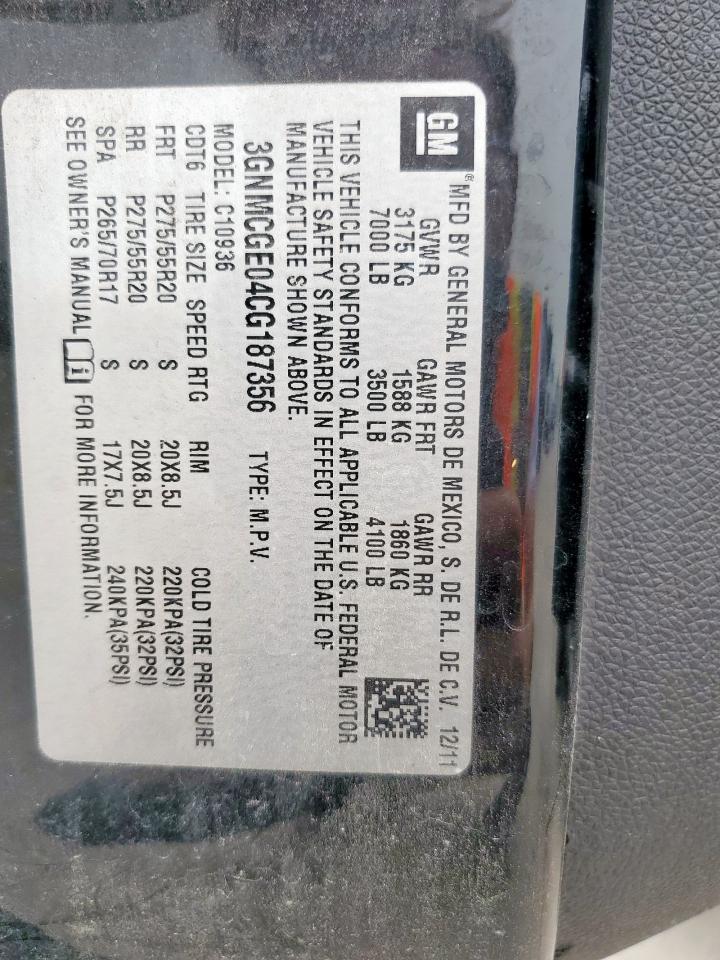 GM
® MFD BY GENERAL MOTORS DE MEXICO, S. DE R.L. DE C.V. 12/11
GVWR GAWR FRT GAWR RR
3175 KG 1588 KG 1860 KG
7000 LB 3500 LB 4100 LB
THIS VEHICLE CONFORMS TO ALL APPLICABLE U.S. FEDERAL MOTOR
VEHICLE SAFETY STANDARDS IN EFFECT ON THE DATE OF
MANUFACTURE SHOWN ABOVE.
3GNMCGE04CG187356 TYPE: M.P.V.
MODEL: C10936
CDT6 TIRE SIZE SPEED RTG RIM COLD TIRE PRESSURE
FRT P275/55R20 S 20X8.5J 220KPA(32PSI)
RR P275/55R20 S 20X8.5J 220KPA(32PSI)
SPA P265/70R17 S 17X7.5J 240KPA(35PSI)
SEE OWNER'S MANUAL FOR MORE INFORMATION.